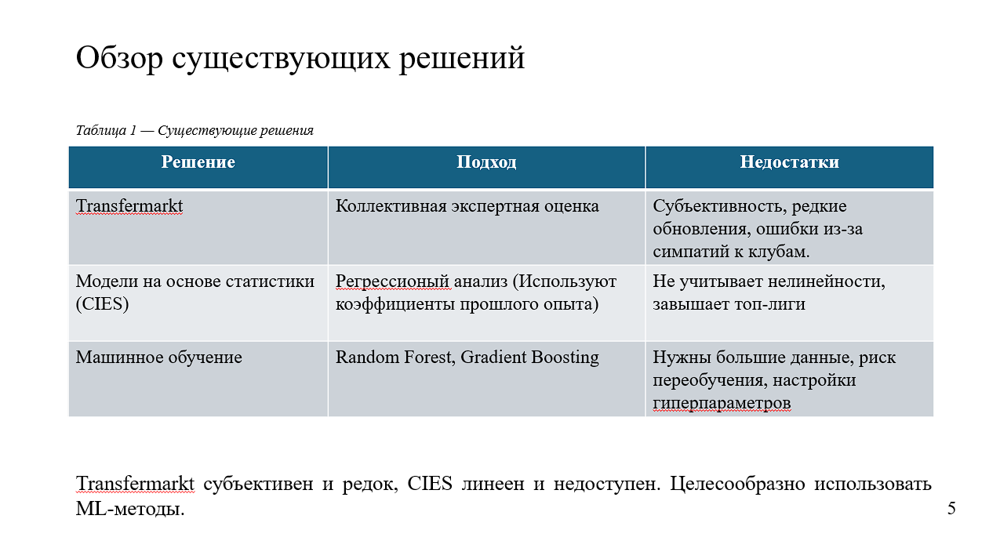 Обзор существующих решений
Таблица 1 — Существующие решения
Решение
Подход
Недостатки
Transfermarkt
Коллективная экспертная оценка
Субъективность, редкие
обновления, ошибки из-за
симпатий к клубам.
Модели на основе статистики
(CIES)
Регрессионый анализ (Используют
коэффициенты прошлого опыта)
Не учитывает нелинейности,
завышает топ-лиги
Машинное обучение
Random Forest, Gradient Boosting
Нужны большие данные, риск
переобучения, настройки
гиперпараметров
Transfermarkt субъективен и редок, CIES линеен и недоступен. Целесообразно использовать
ML-методы.
5